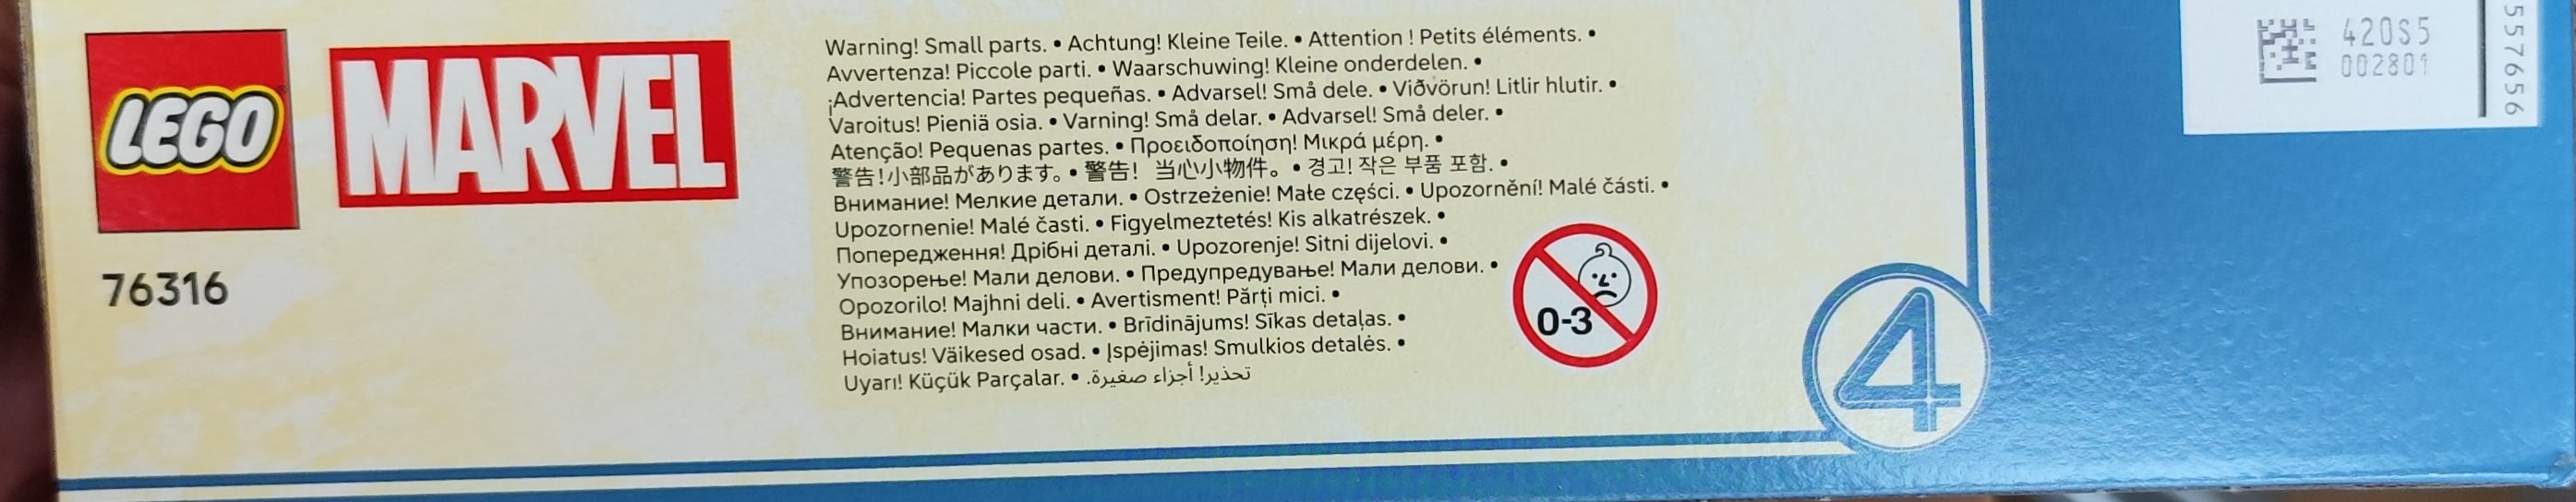 LEGO
MARVEL
76316
Warning! Small parts. • Achtung! Kleine Teile. • Attention ! Petits éléments. •
Avvertenza! Piccole parti. • Waarschuwing! Kleine onderdelen. •
¡Advertencia! Partes pequeñas. • Advarsel! Små dele. • Viðvörun! Litlir hlutir. •
Varoitus! Pieniä osia. • Varning! Små delar. • Advarsel! Små deler. •
Atenção! Pequenas partes. • Προειδοποίηση! Μικρά μέρη. •
警告!小部品があります。• 警告! 当心小物件。• 경고! 작은 부품 포함. •
Внимание! Мелкие детали. • Ostrzeżenie! Małe części. • Upozornění! Malé části. •
Upozornenie! Malé časti. • Figyelmeztetés! Kis alkatrészek. •
Попередження! Дрібні деталі. • Upozorenje! Sitni dijelovi. •
Упозорење! Мали делови. • Предупредување! Мали делови. •
Opozorilo! Majhni deli. • Avertisment! Părți mici. •
Внимание! Малки части. • Brīdinājums! Sīkas detaļas. •
Hoiatus! Väikesed osad. • Įspėjimas! Smulkios detalės. •
Uyarı! Küçük Parçalar. • تحذير! أجزاء صغيرة.
0-3
4
420S5
002801
557656